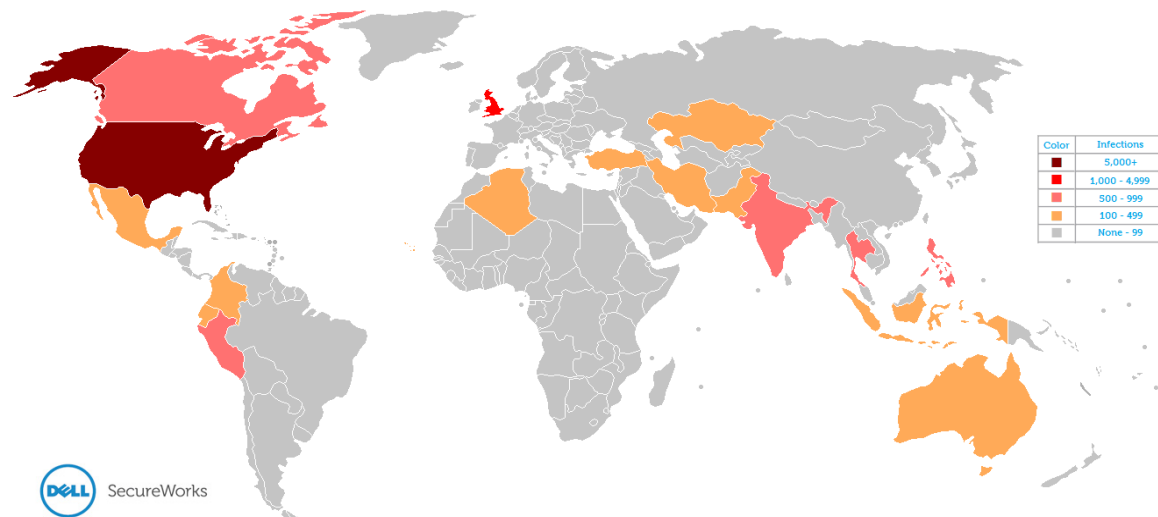 Color Infections
5,000+
1,000 - 4,999
500 - 999
100 - 499
None - 99
DELL SecureWorks